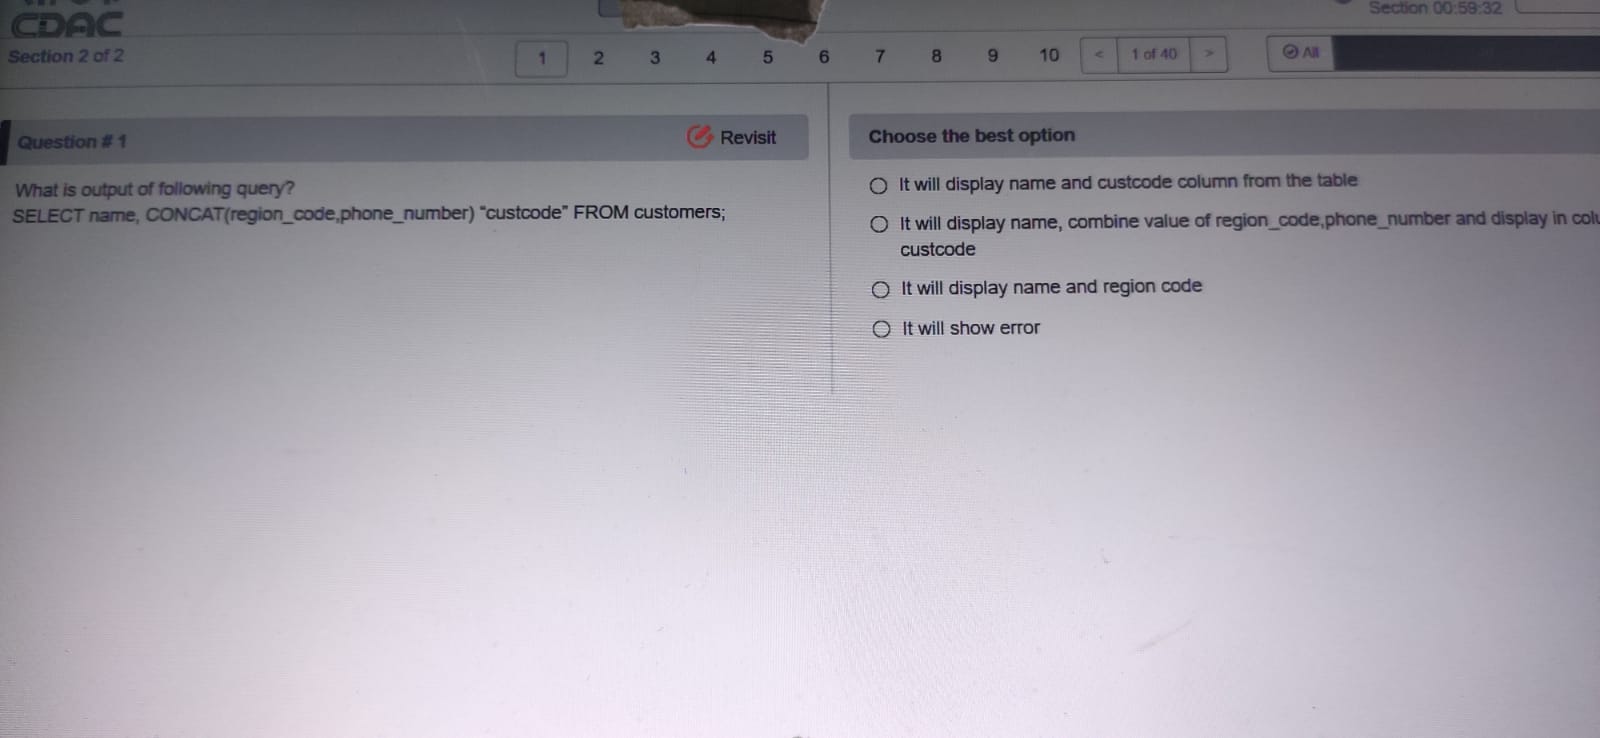 CDAC
Section 00:59:32
Section 2 of 2
1 2 3 4 5 6 7 8 9 10 < 1 of 40 > All
Question # 1
Revisit
What is output of following query?
SELECT name, CONCAT(region_code,phone_number) “custcode” FROM customers;
Choose the best option
It will display name and custcode column from the table
It will display name, combine value of region_code,phone_number and display in
custcode
It will display name and region code
It will show error